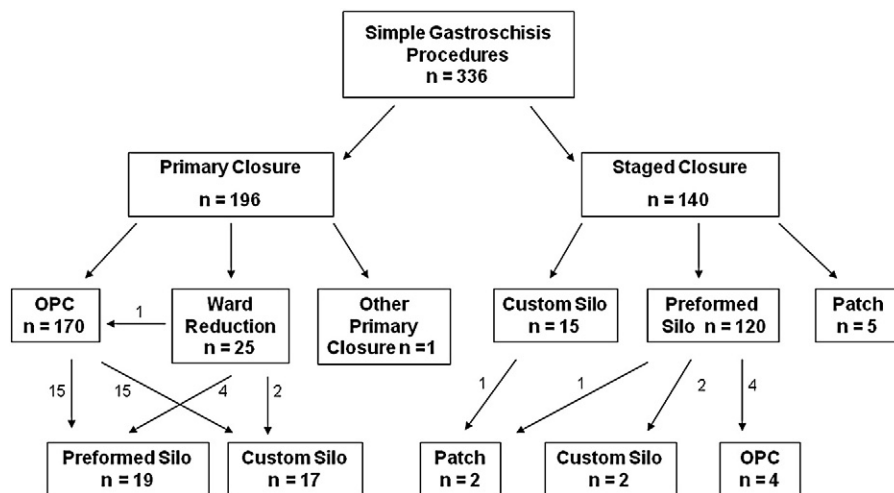 Simple Gastroschisis
Procedures
n = 336
Primary Closure
n = 196
Staged Closure
n = 140
OPC
n = 170
1
Ward
Reduction
n = 25
Other
Primary
Closure n =1
Custom Silo
n = 15
Preformed
Silo n = 120
Patch
n = 5
15
15
4
2
1
1
2
4
Preformed Silo
n = 19
Custom Silo
n = 17
Patch
n = 2
Custom Silo
n = 2
OPC
n = 4